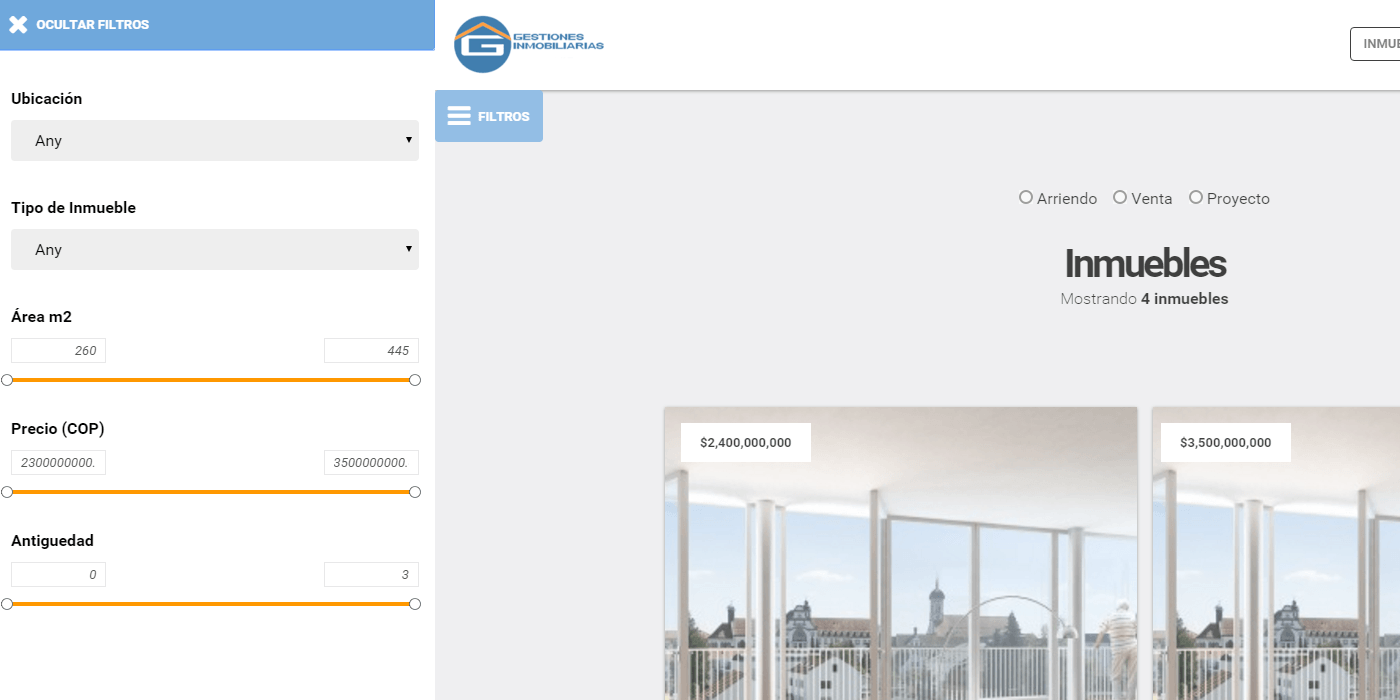 OCULTAR FILTROS
Ubicación
Any
Tipo de Inmueble
Any
Área m2
260 445
Precio (COP)
2300000000. 3500000000.
Antiguedad
0 3
GESTIONES
INMOBILIARIAS
INMUE
FILTROS
Arriendo Venta Proyecto
Inmuebles
Mostrando 4 inmuebles
$2,400,000,000 $3,500,000,000